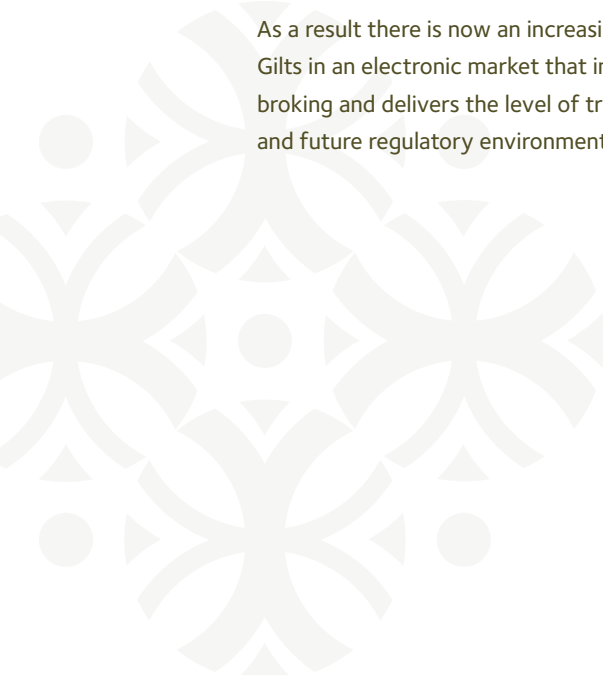 As a result there is now an increasi
Gilts in an electronic market that i
broking and delivers the level of tr
and future regulatory environment